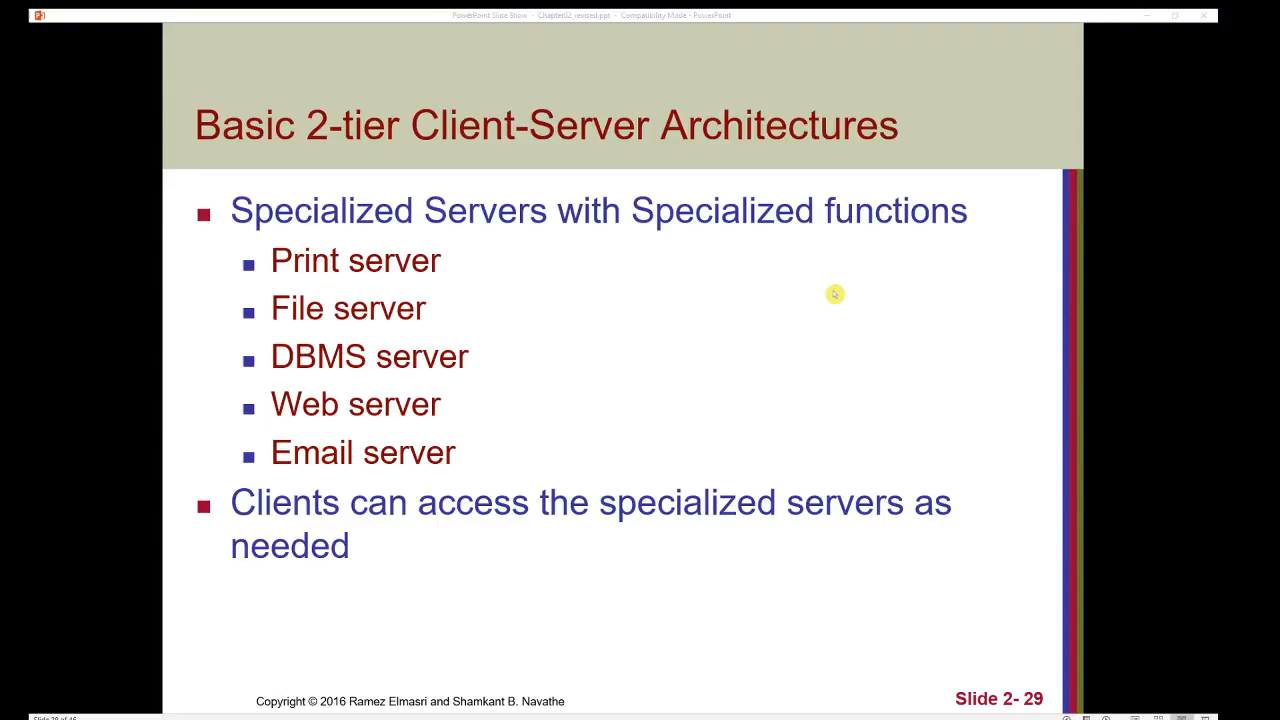 PowerPoint Slide Show - Chapter02_revised.ppt - Compatibility Mode - PowerPoint
Basic 2-tier Client-Server Architectures
Specialized Servers with Specialized functions
Print server
File server
DBMS server
Web server
Email server
Clients can access the specialized servers as
needed
Copyright © 2016 Ramez Elmasri and Shamkant B. Navathe
Slide 2- 29